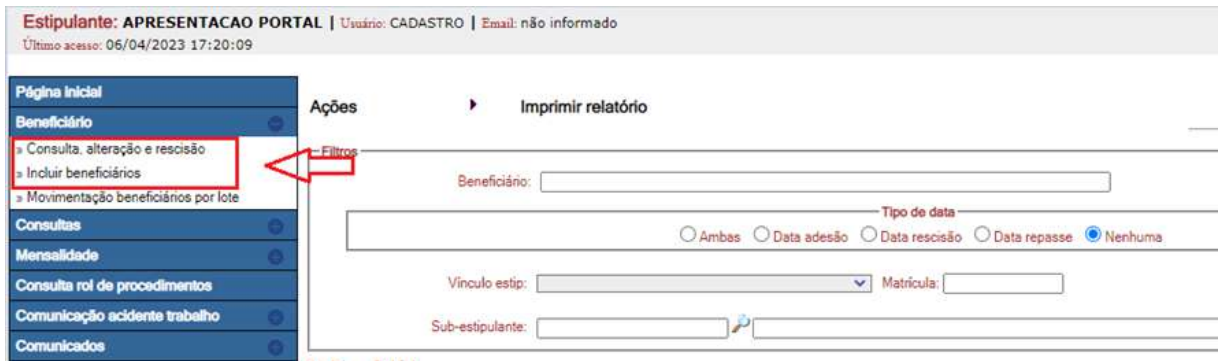 Estipulante: APRESENTACAO PORTAL | Usuário: CADASTRO | Email: não informado
Último acesso: 06/04/2023 17:20:09
Página Inicial
Beneficiário
» Consulta, alteração e rescisão
» Incluir beneficiários
» Movimentação beneficiários por lote
Consultas
Mensalidade
Consulta rol de procedimentos
Comunicação acidente trabalho
Comunicados
Ações
Imprimir relatório
Filtros
Beneficiário:
Tipo de data
Ambas Data adesão Data rescisão Data repasse Nenhuma
Vínculo estip: Matrícula:
Sub-estipulante: